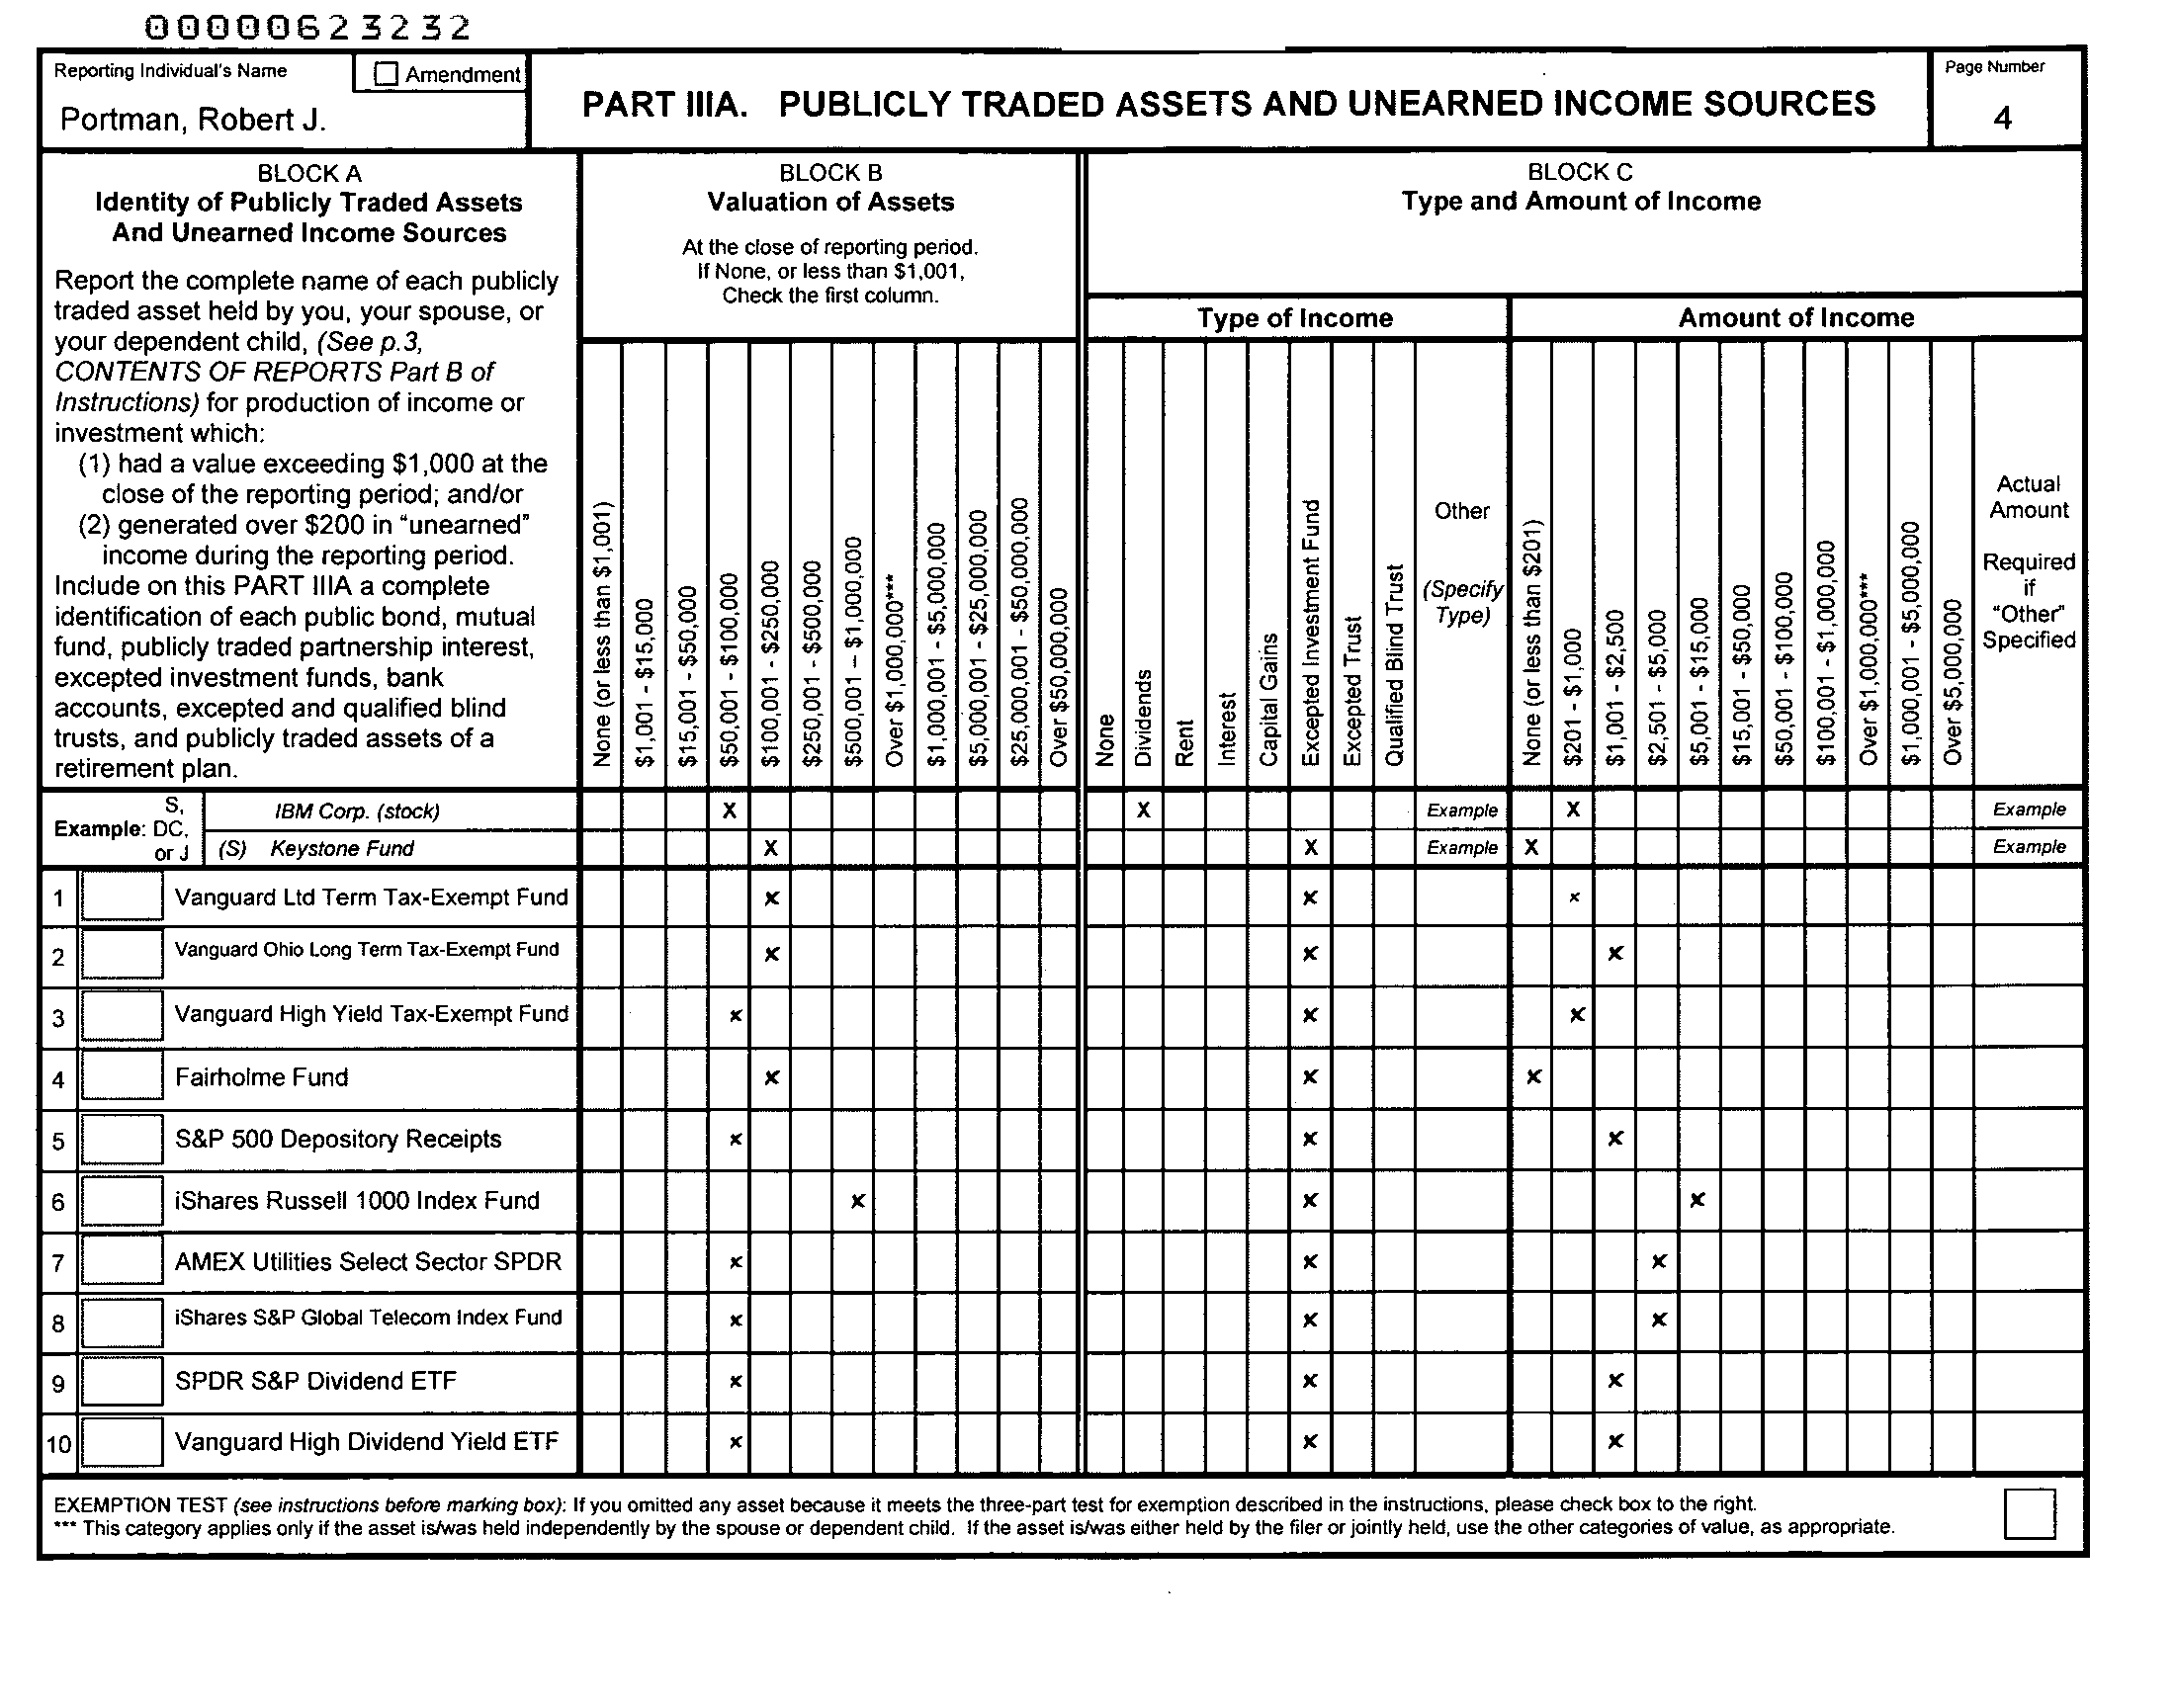 00000623232
Reporting Individual's Name
Amendment
Portman, Robert J.
PART IIIA. PUBLICLY TRADED ASSETS AND UNEARNED INCOME SOURCES
Page Number
4
BLOCK A
Identity of Publicly Traded Assets
And Unearned Income Sources
Report the complete name of each publicly
traded asset held by you, your spouse, or
your dependent child, (See p.3,
CONTENTS OF REPORTS Part B of
Instructions) for production of income or
investment which:
(1) had a value exceeding $1,000 at the
close of the reporting period; and/or
(2) generated over $200 in "unearned"
income during the reporting period.
Include on this PART IIIA a complete
identification of each public bond, mutual
fund, publicly traded partnership interest,
excepted investment funds, bank
accounts, excepted and qualified blind
trusts, and publicly traded assets of a
retirement plan.
BLOCK B
Valuation of Assets
At the close of reporting period.
If None, or less than $1,001,
Check the first column.
None (or less than $1,001)
$1,001 - $15,000
$15,001 - $50,000
$50,001 - $100,000
$100,001 - $250,000
$250,001 - $500,000
$500,001 – $1,000,000
Over $1,000,000***
$1,000,001 - $5,000,000
$5,000,001 - $25,000,000
$25,000,001 - $50,000,000
Over $50,000,000
BLOCK C
Type and Amount of Income
Type of Income
None
Dividends
Rent
Interest
Capital Gains
Excepted Investment Fund
Excepted Trust
Qualified Blind Trust
Other
(Specify
Type)
Amount of Income
None (or less than $201)
$201 - $1,000
$1,001 - $2,500
$2,501 - $5,000
$5,001 - $15,000
$15,001 - $50,000
$50,001 - $100,000
$100,001 - $1,000,000
Over $1,000,000***
$1,000,001 - $5,000,000
Over $5,000,000
Actual
Amount
Required
if
"Other"
Specified
Example: S, DC, or J
IBM Corp. (stock) X X Example X Example
(S) Keystone Fund X X Example X Example
1 Vanguard Ltd Term Tax-Exempt Fund x x x
2 Vanguard Ohio Long Term Tax-Exempt Fund x x x
3 Vanguard High Yield Tax-Exempt Fund x x x
4 Fairholme Fund x x x
5 S&P 500 Depository Receipts x x x
6 iShares Russell 1000 Index Fund x x x
7 AMEX Utilities Select Sector SPDR x x x
8 iShares S&P Global Telecom Index Fund x x x
9 SPDR S&P Dividend ETF x x x
10 Vanguard High Dividend Yield ETF x x x
EXEMPTION TEST (see instructions before marking box): If you omitted any asset because it meets the three-part test for exemption described in the instructions, please check box to the right.
*** This category applies only if the asset is/was held independently by the spouse or dependent child. If the asset is/was either held by the filer or jointly held, use the other categories of value, as appropriate.